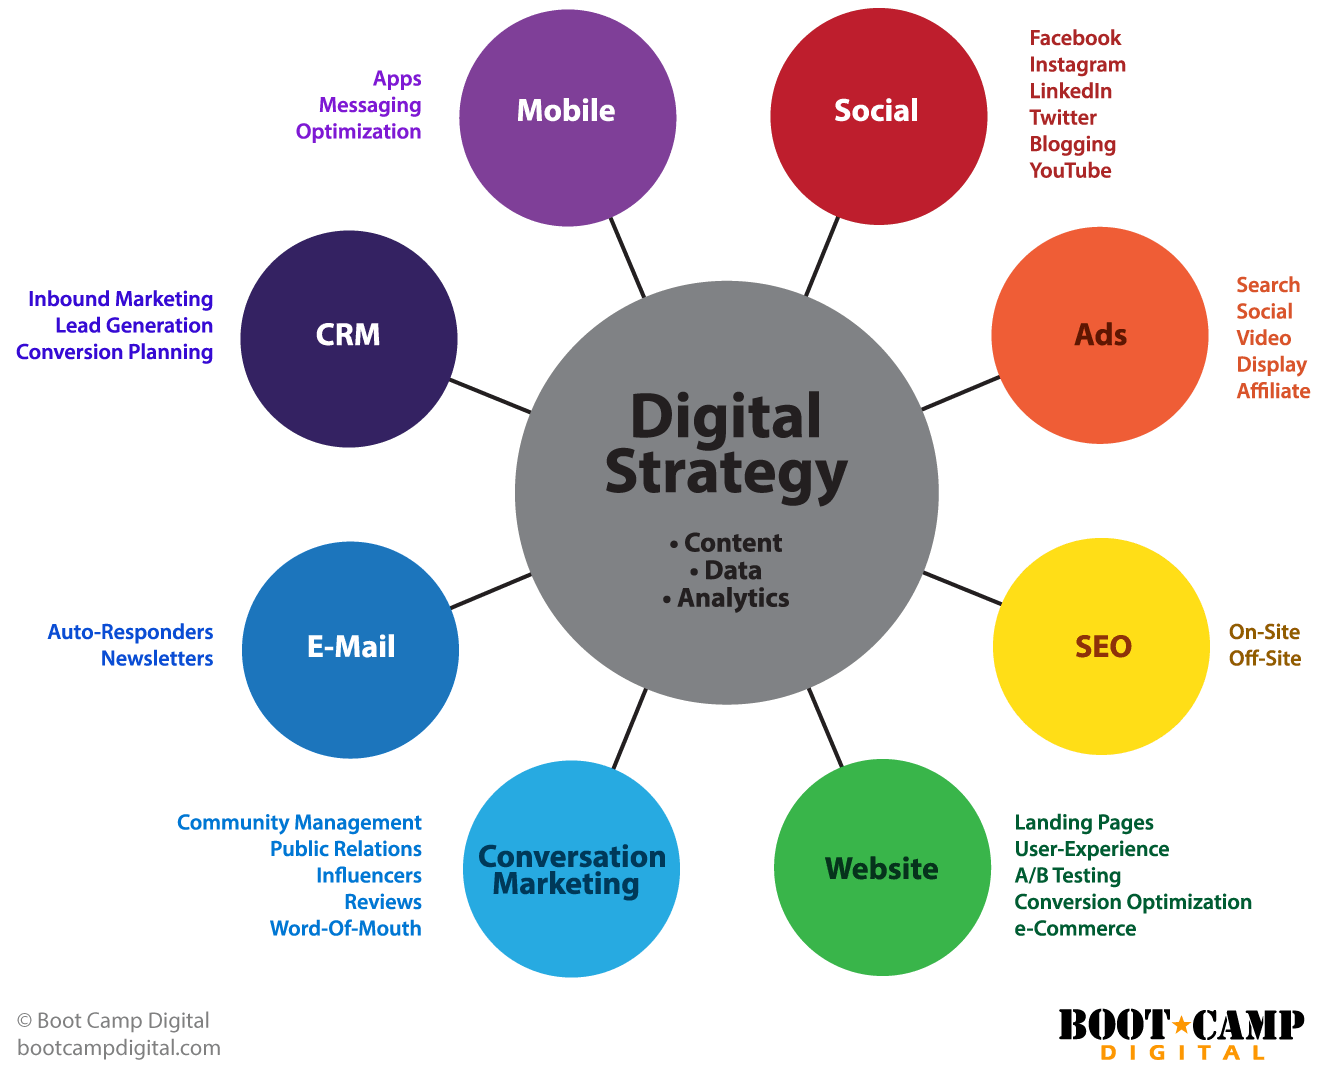 Mobile
Apps
Messaging
Optimization
Social
Facebook
Instagram
LinkedIn
Twitter
Blogging
YouTube
CRM
Inbound Marketing
Lead Generation
Conversion Planning
Ads
Search
Social
Video
Display
Affiliate
Digital
Strategy
• Content
• Data
• Analytics
E-Mail
Auto-Responders
Newsletters
SEO
On-Site
Off-Site
Conversation
Marketing
Community Management
Public Relations
Influencers
Reviews
Word-Of-Mouth
Website
Landing Pages
User-Experience
A/B Testing
Conversion Optimization
e-Commerce
© Boot Camp Digital
bootcampdigital.com
BOOT★CAMP
DIGITAL